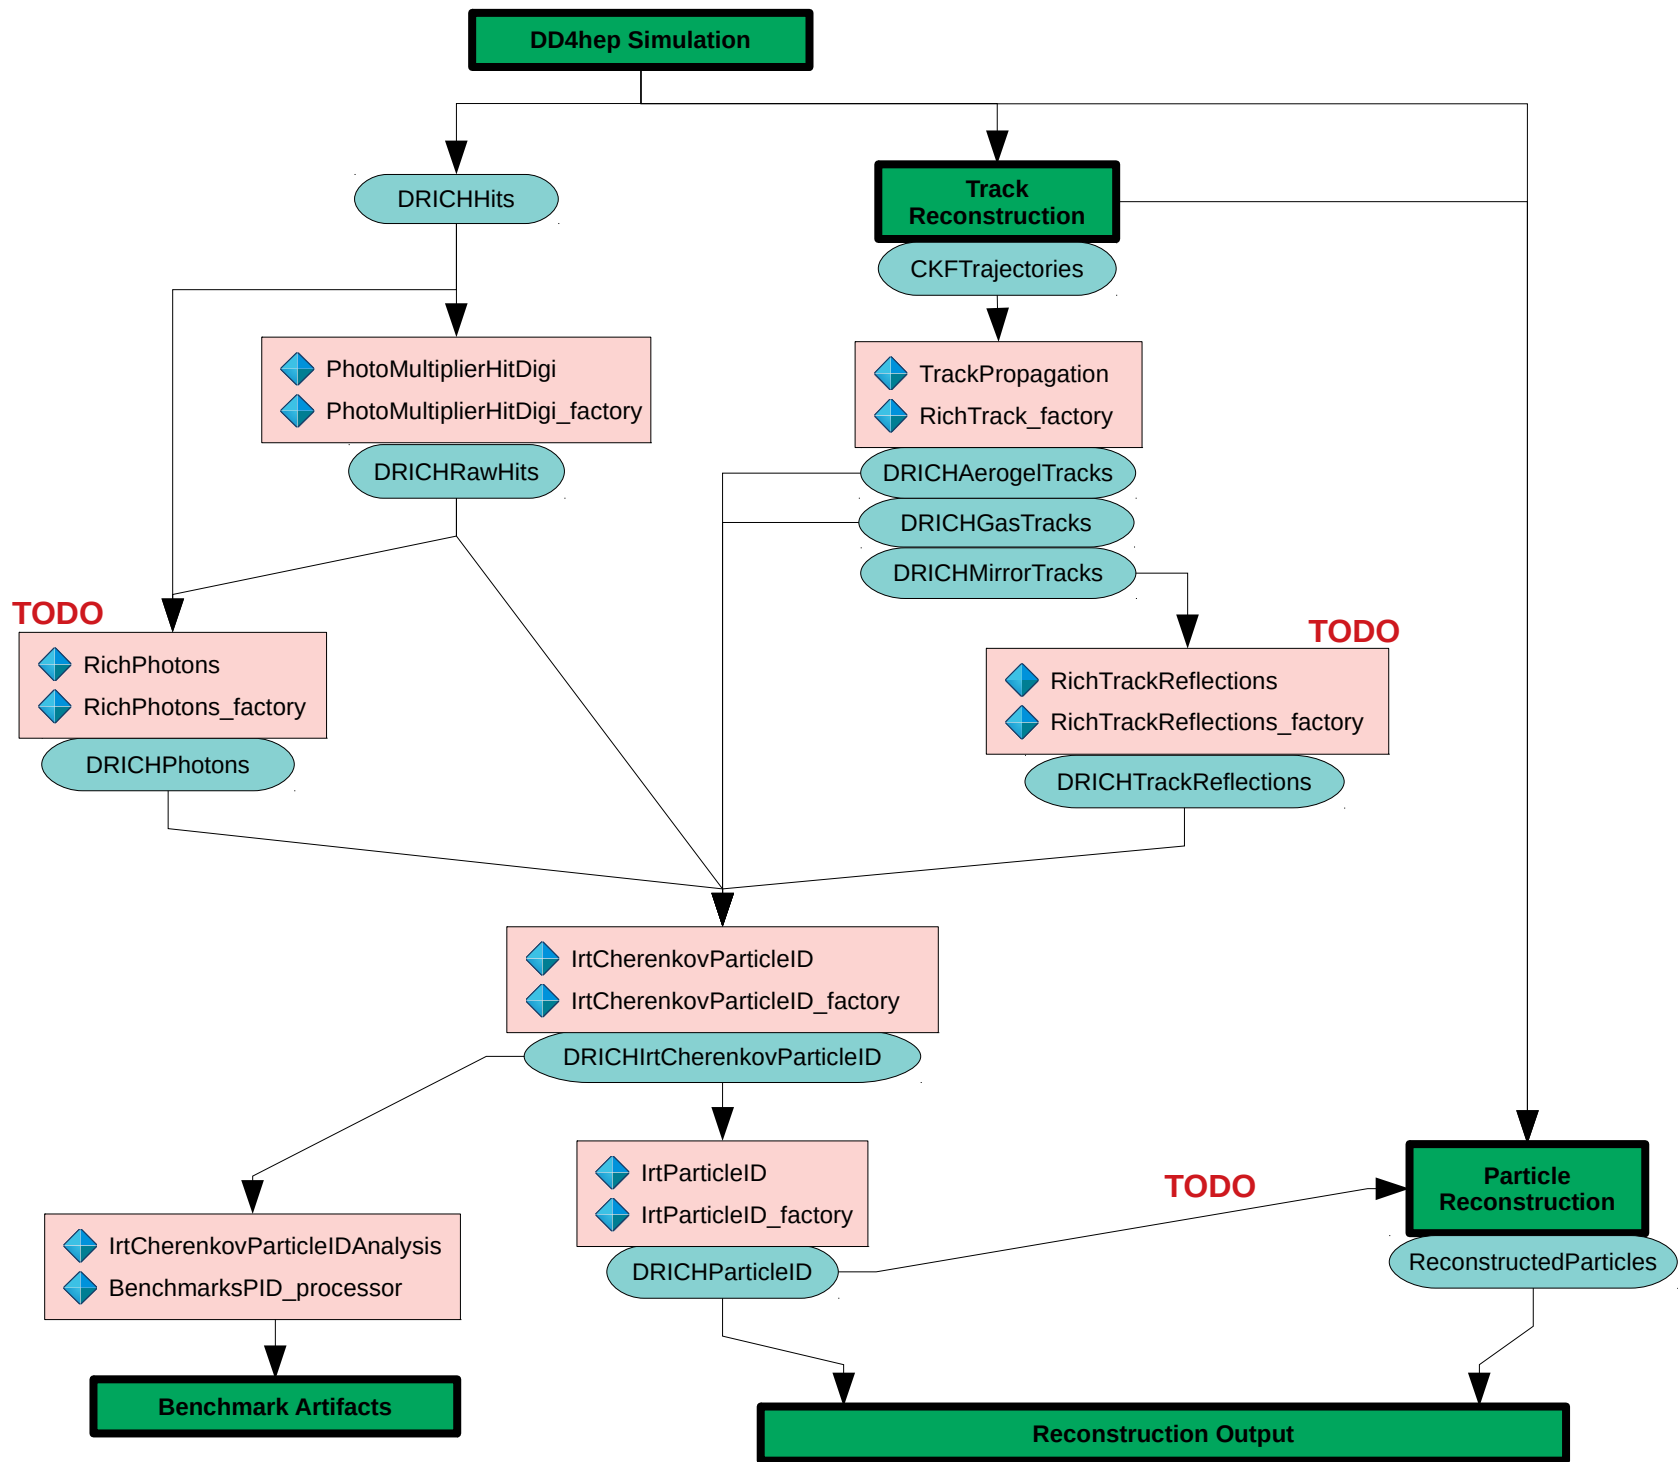 DD4hep Simulation
DRICHHits
Track
Reconstruction
CKFTrajectories
PhotoMultiplierHitDigi
PhotoMultiplierHitDigi_factory
DRICHRawHits
TrackPropagation
RichTrack_factory
DRICHAerogelTracks
DRICHGasTracks
DRICHMirrorTracks
TODO
RichPhotons
RichPhotons_factory
DRICHPhotons
TODO
RichTrackReflections
RichTrackReflections_factory
DRICHTrackReflections
IrtCherenkovParticleID
IrtCherenkovParticleID_factory
DRICHIrtCherenkovParticleID
IrtParticleID
IrtParticleID_factory
DRICHParticleID
TODO
Particle
Reconstruction
ReconstructedParticles
IrtCherenkovParticleIDAnalysis
BenchmarksPID_processor
Benchmark Artifacts
Reconstruction Output